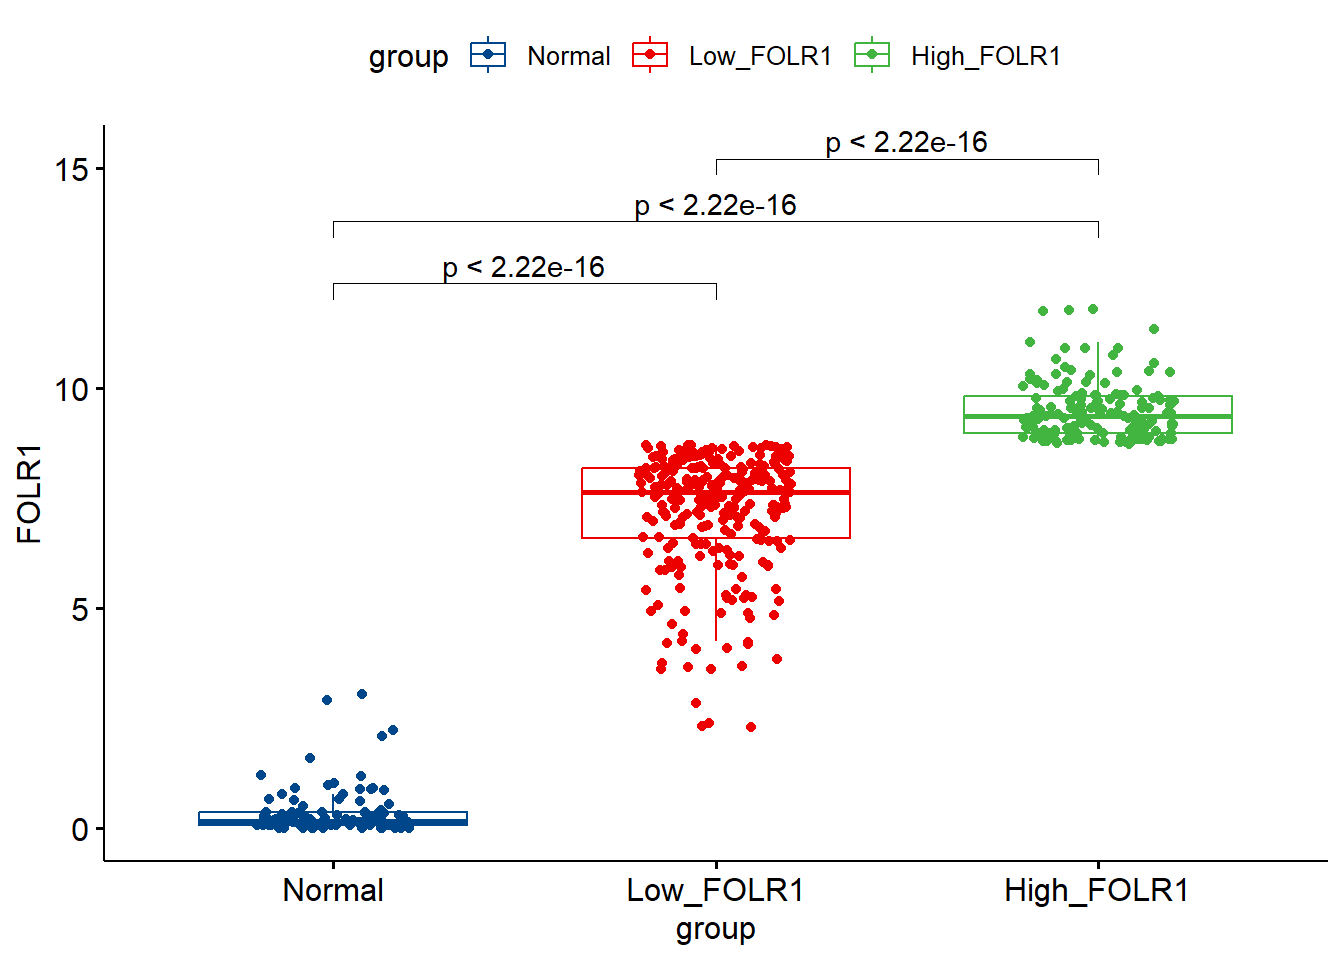 group Normal Low_FOLR1 High_FOLR1
p < 2.22e-16
15
p < 2.22e-16
p < 2.22e-16
10
FOLR1
5
0
Normal Low_FOLR1 High_FOLR1
group